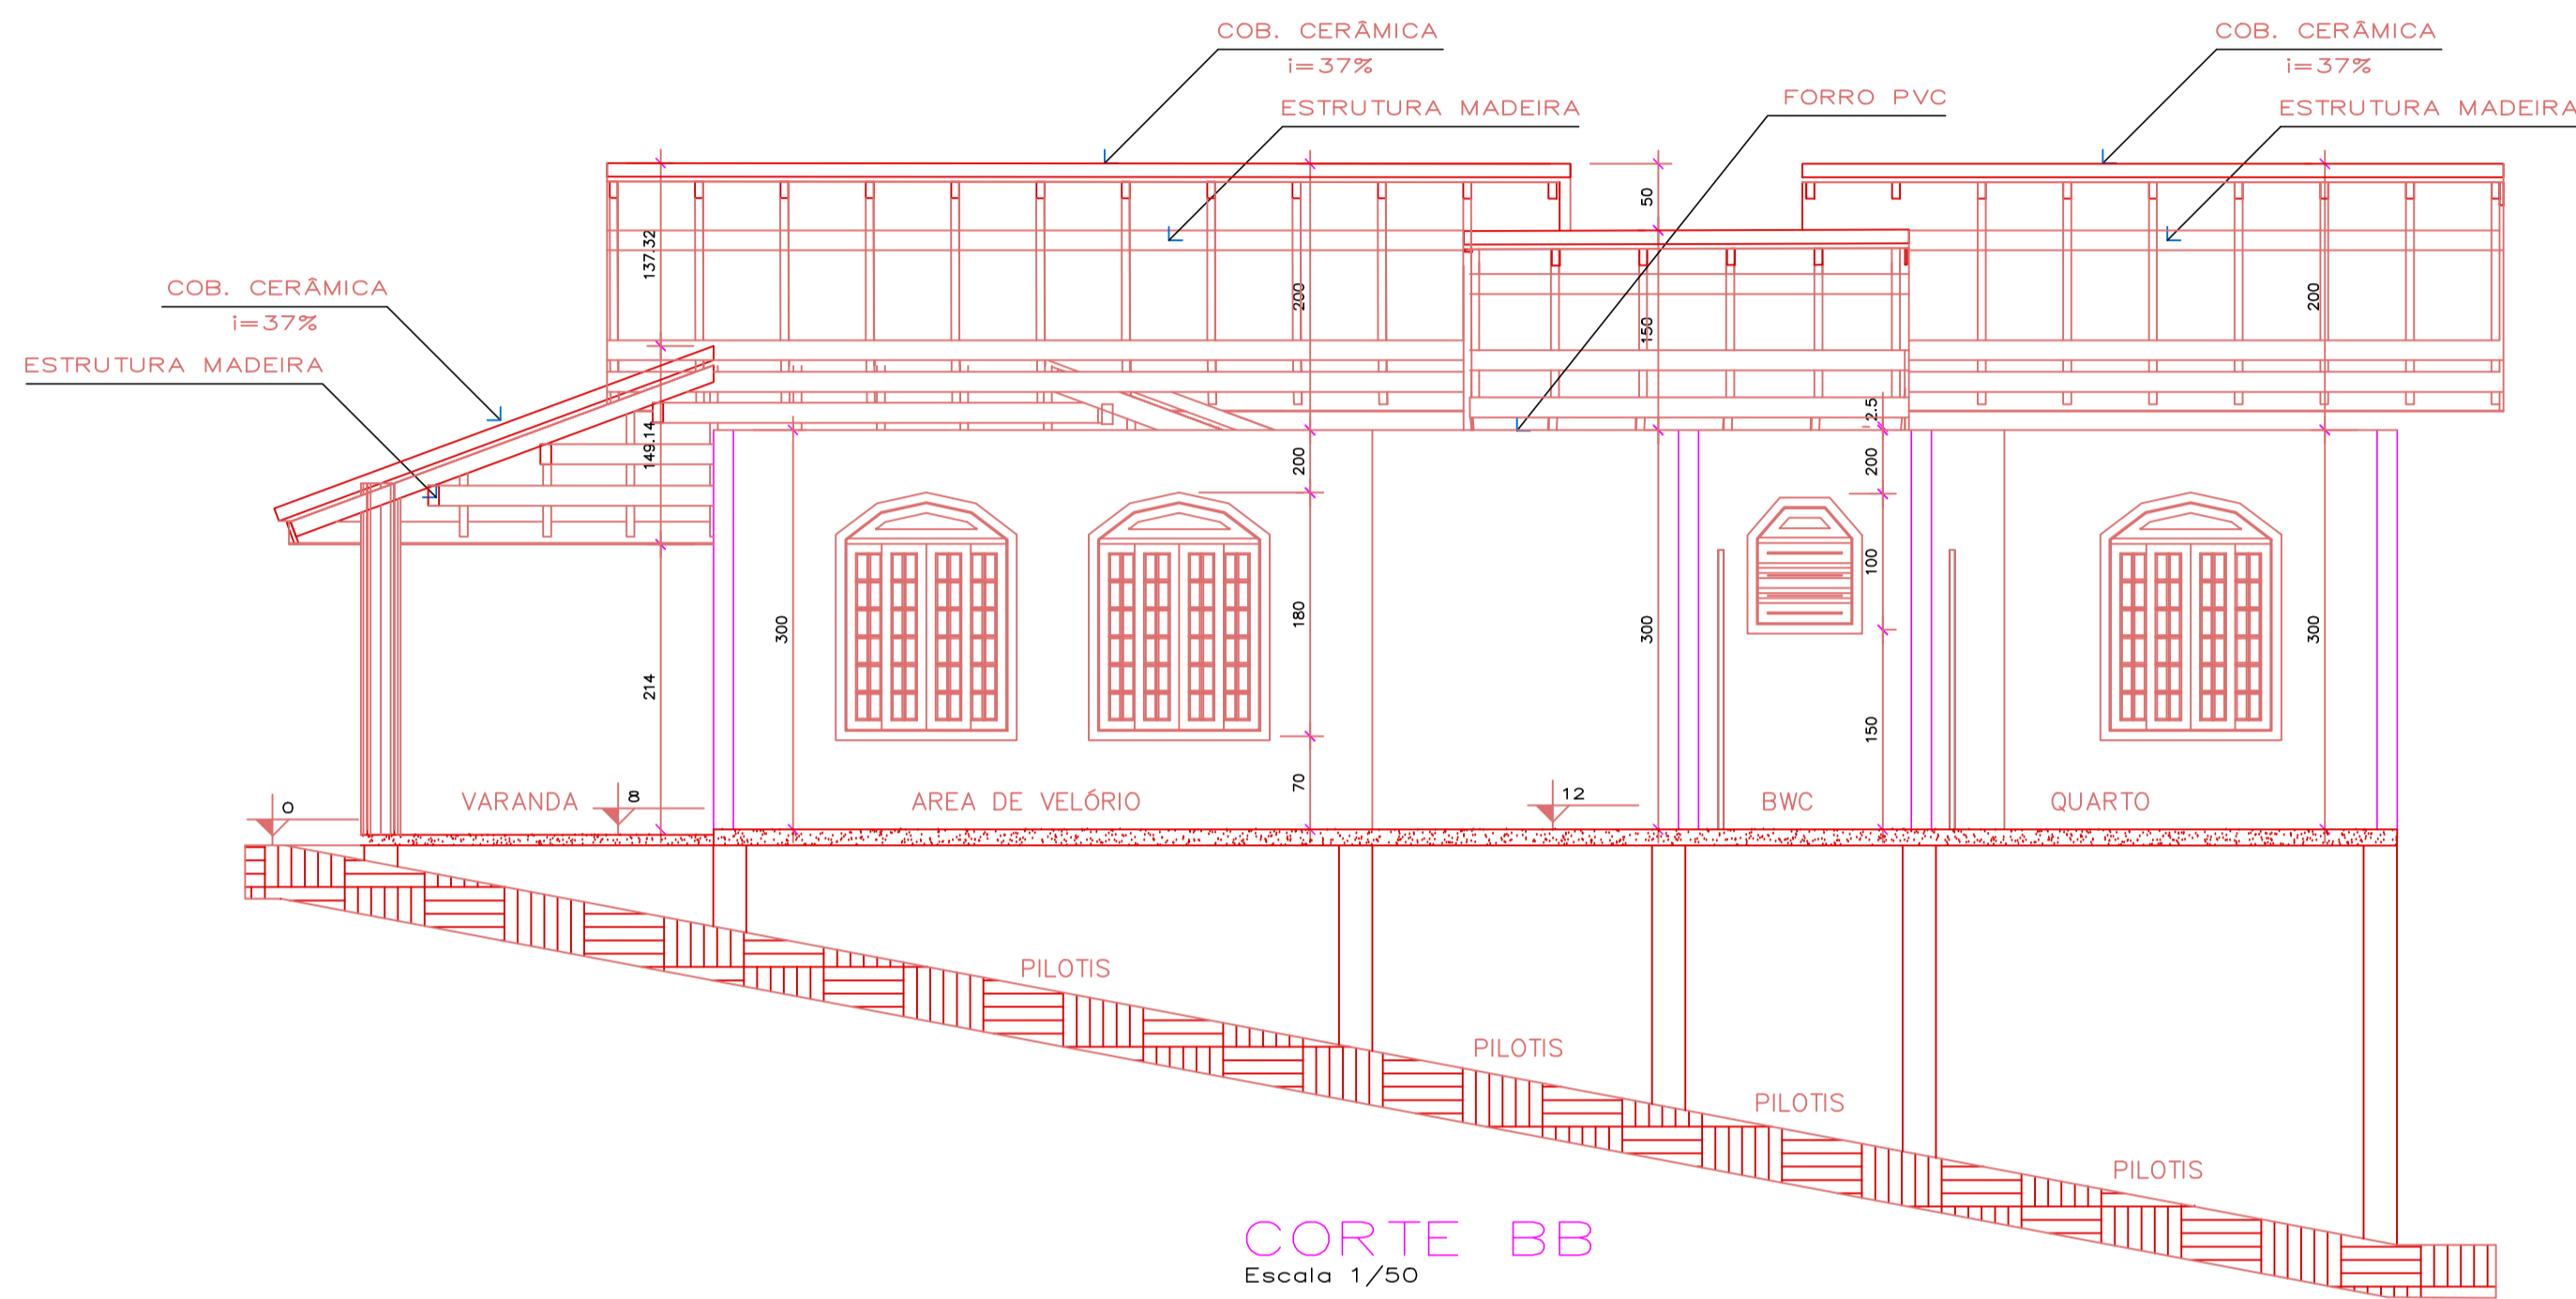 COB. CERÂMICA
i=37%
ESTRUTURA MADEIRA
FORRO PVC
COB. CERÂMICA
i=37%
ESTRUTURA MADEIRA
COB. CERÂMICA
i=37%
ESTRUTURA MADEIRA
137.32
200
50
150
200
149.14
2.5
200
200
300
180
300
100
300
214
150
70
0
VARANDA
8
AREA DE VELÓRIO
12
BWC
QUARTO
PILOTIS
PILOTIS
PILOTIS
PILOTIS
CORTE BB
Escala 1/50